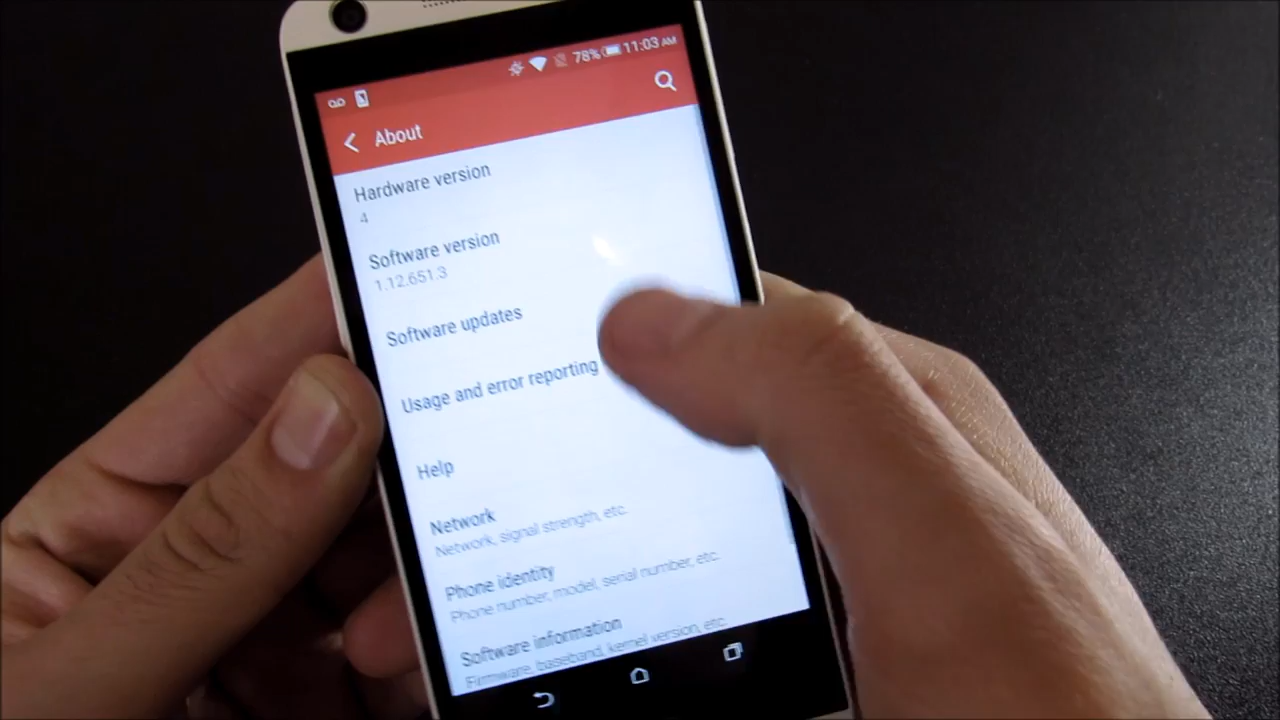 78% 11:03 AM
About
Hardware version
4
Software version
1.12.651.3
Software updates
Usage and error reporting
Help
Network
Network, signal strength, etc.
Phone identity
Phone number, model, serial number, etc.
Software information
Firmware, baseband, kernel version, etc.